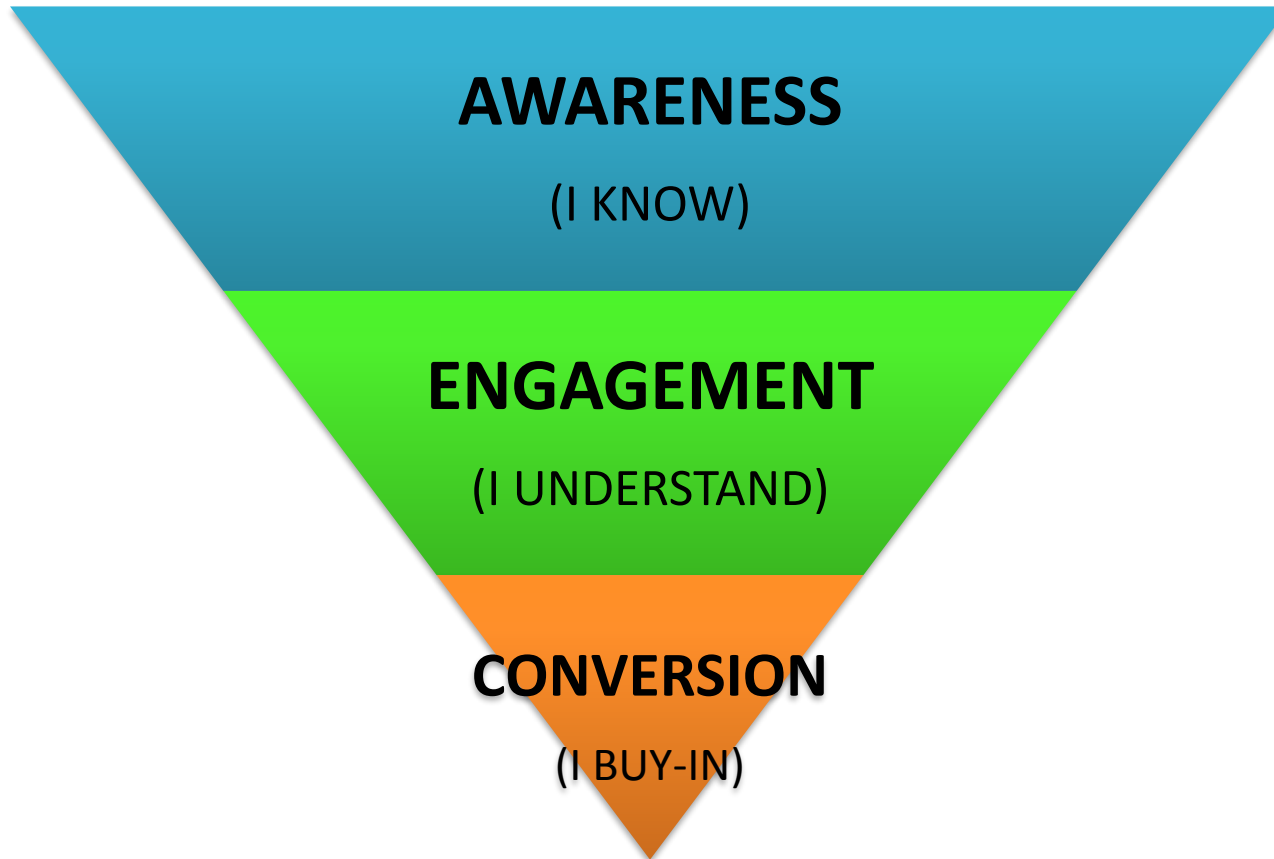 AWARENESS
(I KNOW)
ENGAGEMENT
(I UNDERSTAND)
CONVERSION
(I BUY-IN)